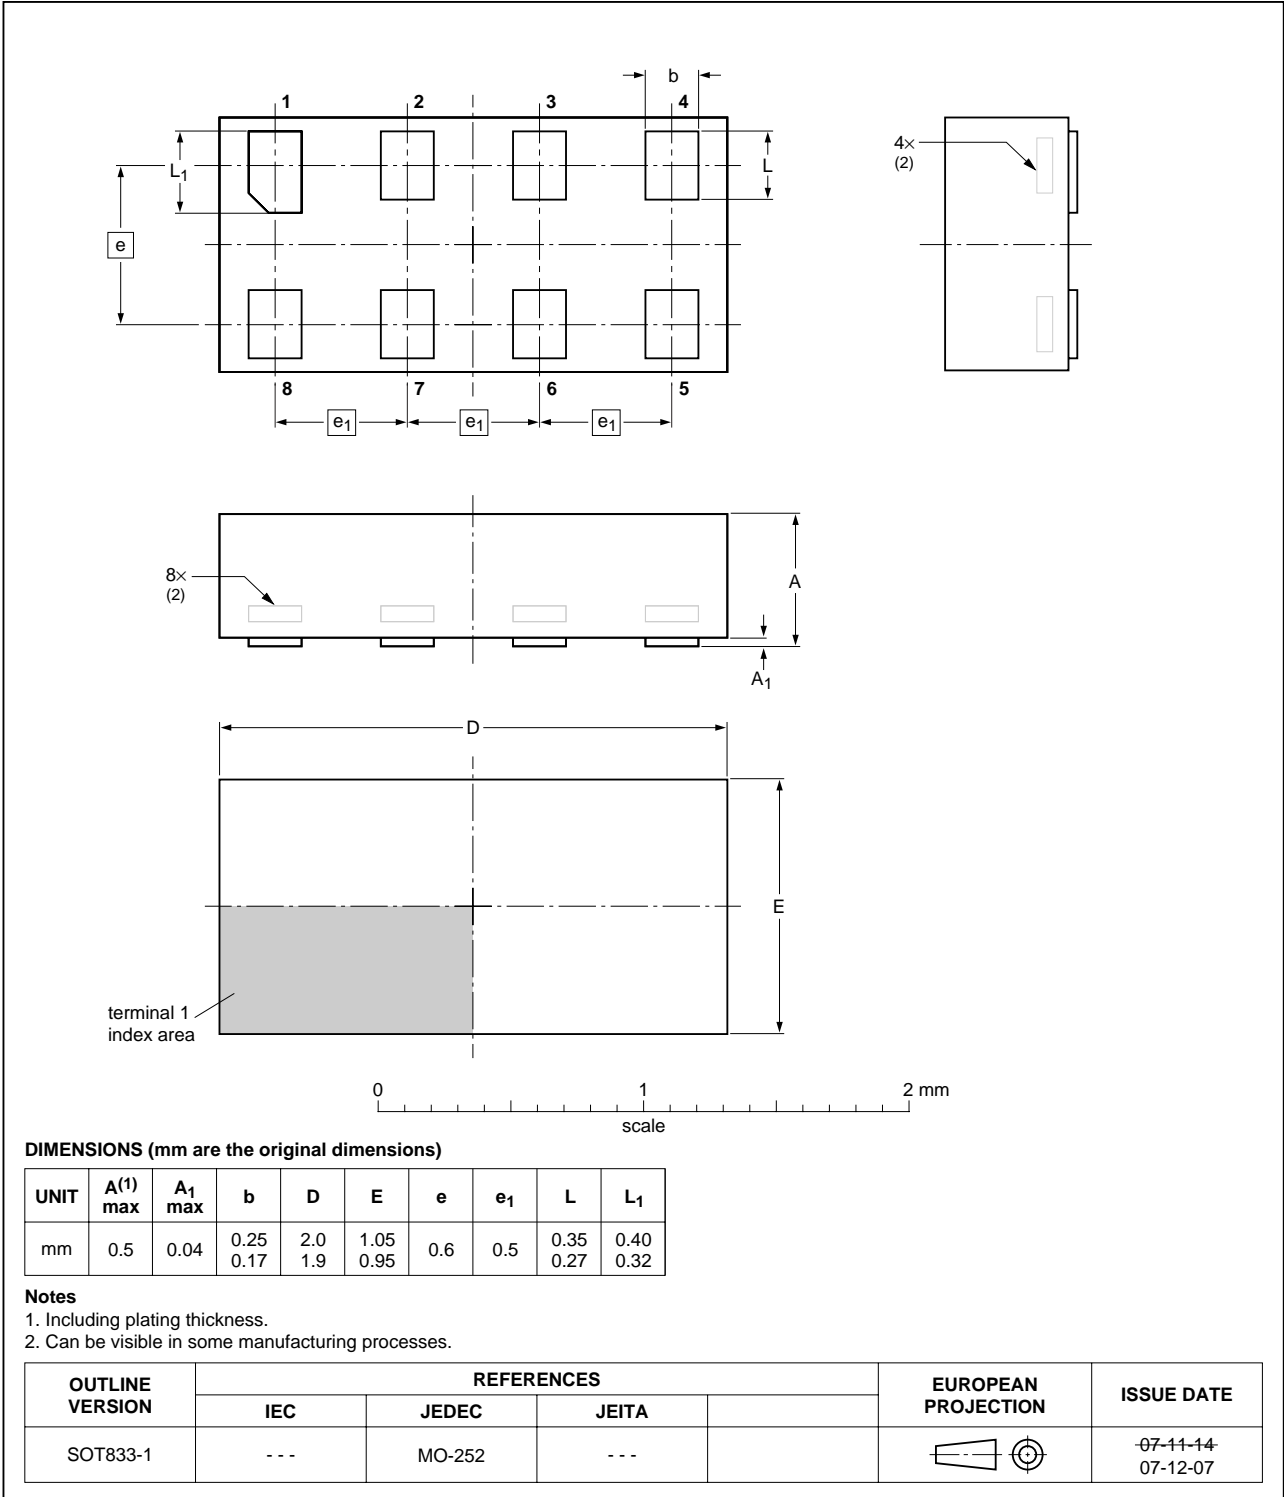 1 2 3 4
b
L1
L
e
8 7 6 5
e1 e1 e1
4×
(2)
8×
(2)
A
A1
D
E
terminal 1
index area
0 1 2 mm
scale
DIMENSIONS (mm are the original dimensions)
UNIT A(1) max A1 max b D E e e1 L L1
mm 0.5 0.04 0.25 0.17 2.0 1.9 1.05 0.95 0.6 0.5 0.35 0.27 0.40 0.32
Notes
1. Including plating thickness.
2. Can be visible in some manufacturing processes.
OUTLINE VERSION REFERENCES EUROPEAN PROJECTION ISSUE DATE
IEC JEDEC JEITA
SOT833-1 - - - MO-252 - - - 07-11-14
07-12-07